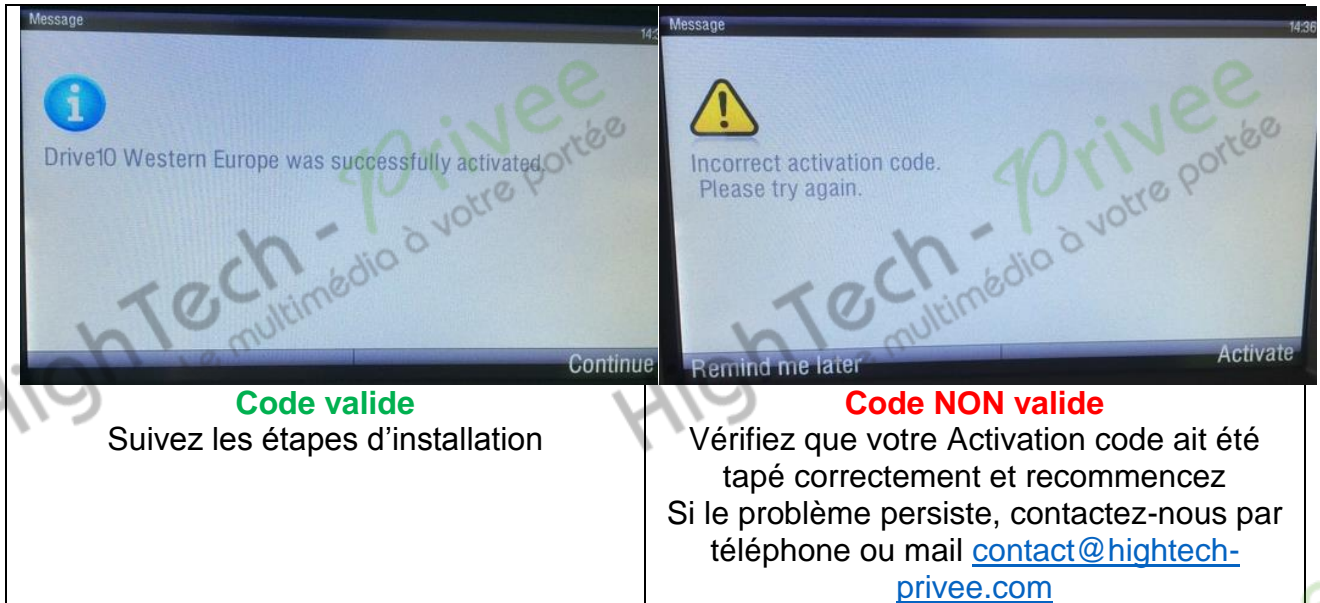 Message
14:3
Drive10 Western Europe was successfully activated.
Continue
HighTech - Privee
Le multimédia à votre portée
Code valide
Suivez les étapes d’installation
Message
14:36
Incorrect activation code.
Please try again.
Remind me later
Activate
HighTech - Privee
Le multimédia à votre portée
Code NON valide
Vérifiez que votre Activation code ait été
tapé correctement et recommencez
Si le problème persiste, contactez-nous par
téléphone ou mail contact@hightech-
privee.com